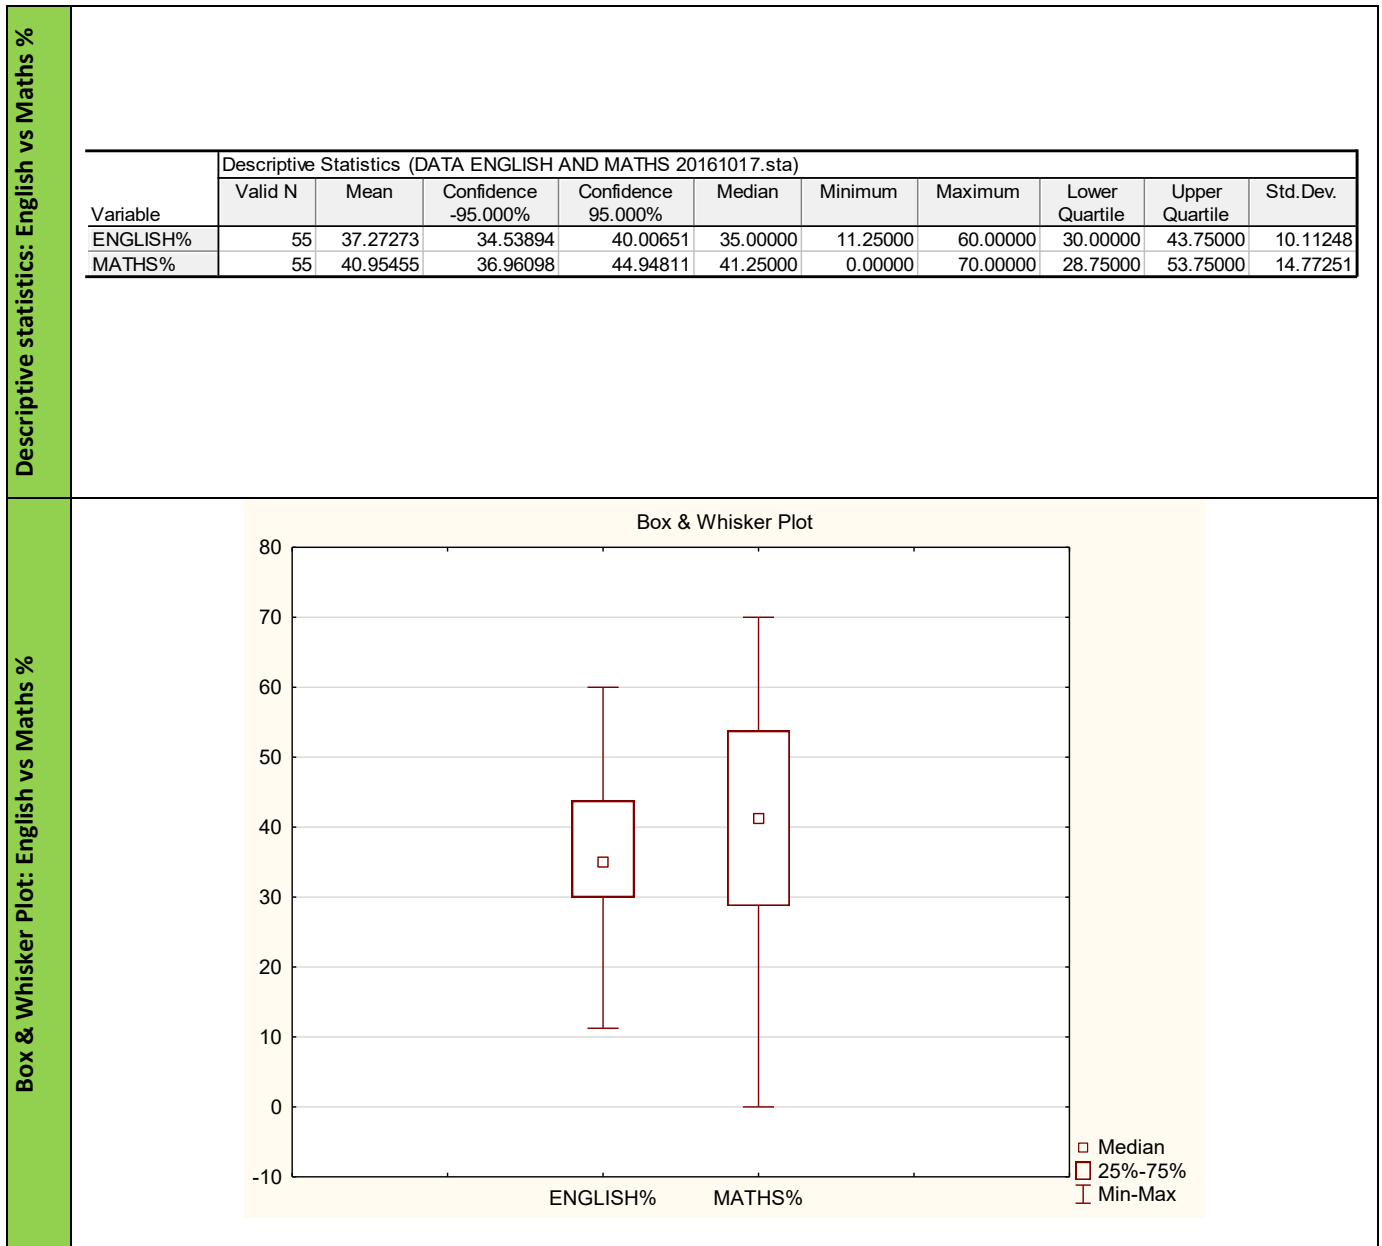 Descriptive statistics: English vs Maths %
Descriptive Statistics (DATA ENGLISH AND MATHS 20161017.sta)
Variable Valid N Mean Confidence -95.000% Confidence 95.000% Median Minimum Maximum Lower Quartile Upper Quartile Std.Dev.
ENGLISH% 55 37.27273 34.53894 40.00651 35.00000 11.25000 60.00000 30.00000 43.75000 10.11248
MATHS% 55 40.95455 36.96098 44.94811 41.25000 0.00000 70.00000 28.75000 53.75000 14.77251
Box & Whisker Plot: English vs Maths %
Box & Whisker Plot
80
70
60
50
40
30
20
10
0
-10
ENGLISH% MATHS%
Median
25%-75%
Min-Max